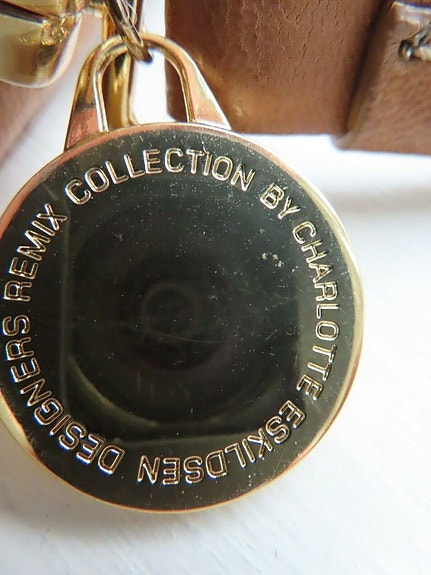 DESIGNERS REMIX COLLECTION BY CHARLOTTE ESKILDSEN